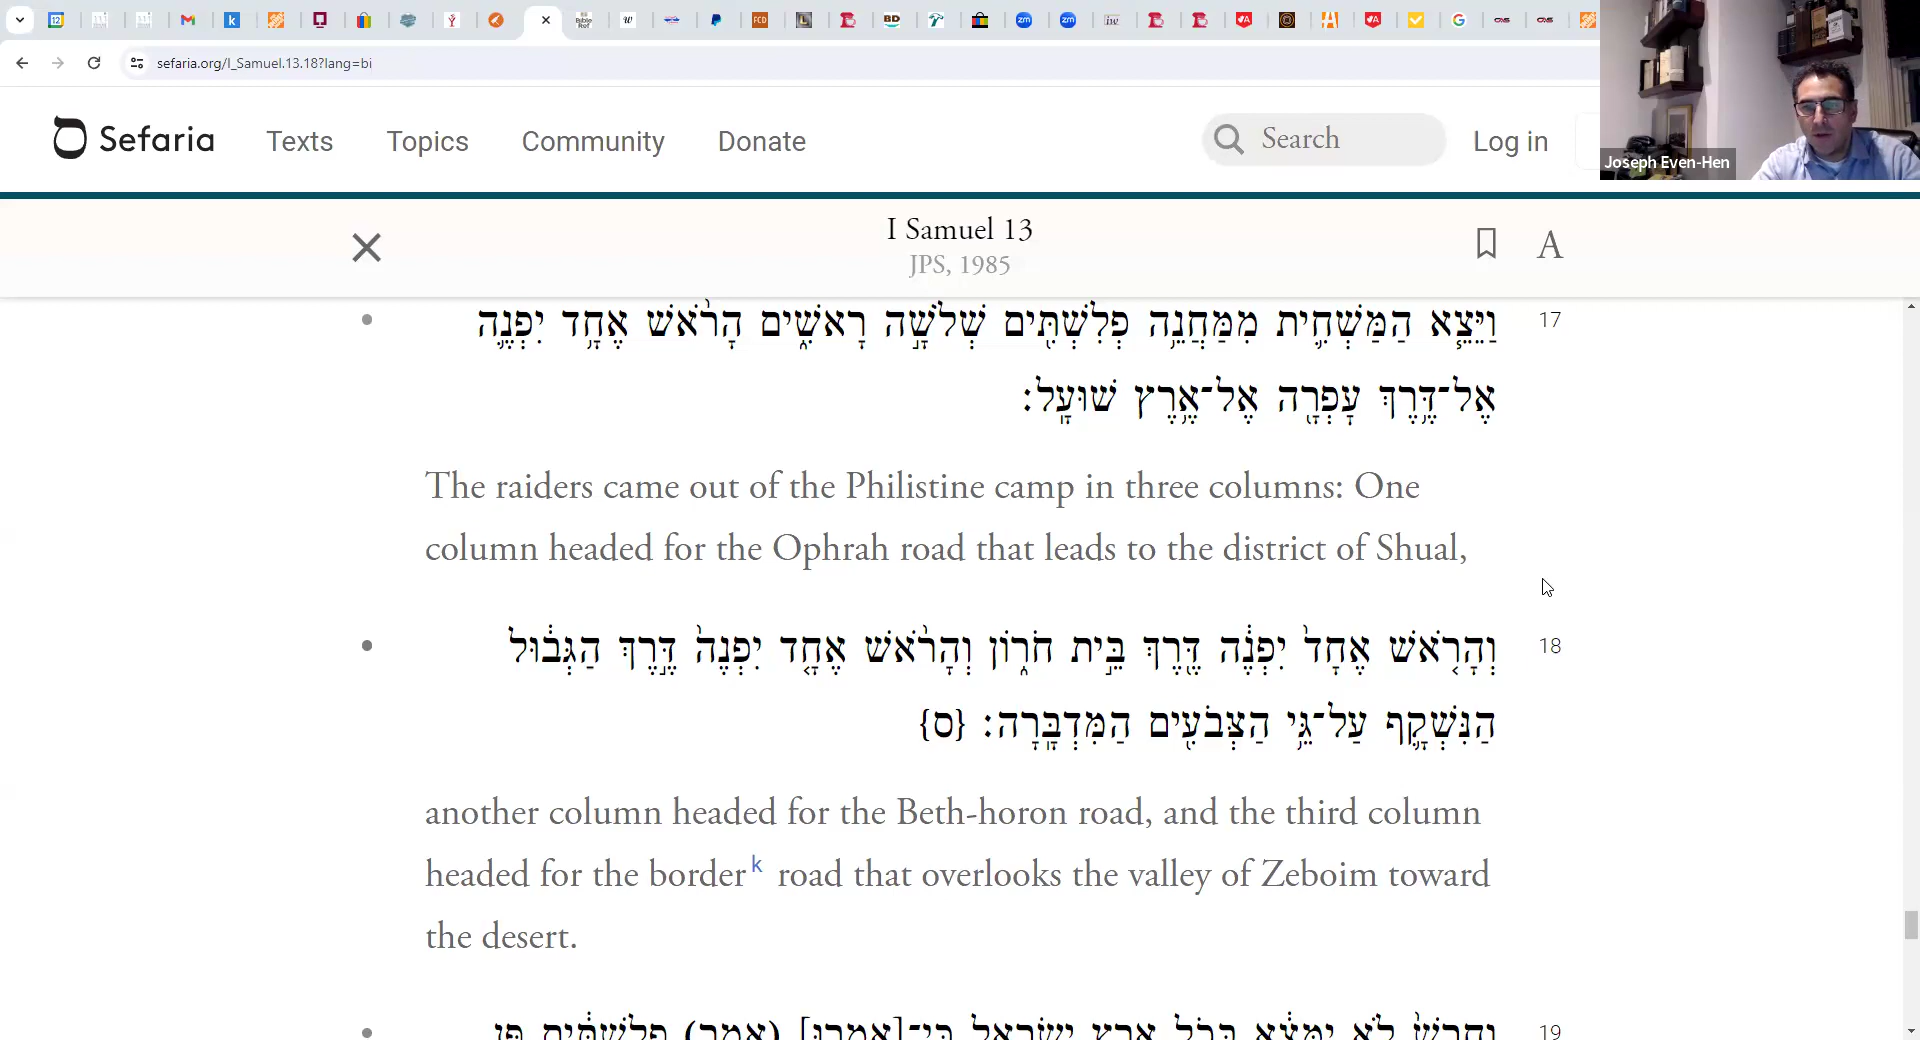 sefaria.org/I_Samuel.13.18?lang=bi
Sefaria
Texts
Topics
Community
Donate
Search
Log in
Joseph Even-Hen
I Samuel 13
JPS, 1985
A
17
וַיֵּצֵ֧א הַמַּשְׁחִ֛ית מִמַּחֲנֵ֥ה פְלִשְׁתִּ֖ים שְׁלֹשָׁ֣ה רָאשִׁ֑ים הָרֹ֨אשׁ אֶחָ֥ד יִפְנֶ֛ה
אֶל־דֶּ֥רֶךְ עׇפְרָ֖ה אֶל־אֶ֥רֶץ שׁוּעָֽל׃
The raiders came out of the Philistine camp in three columns: One
column headed for the Ophrah road that leads to the district of Shual,
18
וְהָרֹ֤אשׁ אֶחָד֙ יִפְנֶ֔ה דֶּ֖רֶךְ בֵּ֣ית חֹר֑וֹן וְהָרֹ֨אשׁ אֶחָ֤ד יִפְנֶה֙ דֶּ֣רֶךְ הַגְּב֔וּל
הַנִּשְׁקָ֛ף עַל־גֵּ֥י הַצְּבֹעִ֖ים הַמִּדְבָּֽרָה׃ {ס}
another column headed for the Beth-horon road, and the third column
headed for the border k road that overlooks the valley of Zeboim toward
the desert.
19
וְחָרָשׁ֙ לֹ֣א יִמָּצֵ֔א בְּכֹ֖ל אֶ֣רֶץ יִשְׂרָאֵ֑ל כִּֽי־[אָמְר֣וּ] (אמר) פְלִשְׁתִּ֔ים פֶּ֚ן